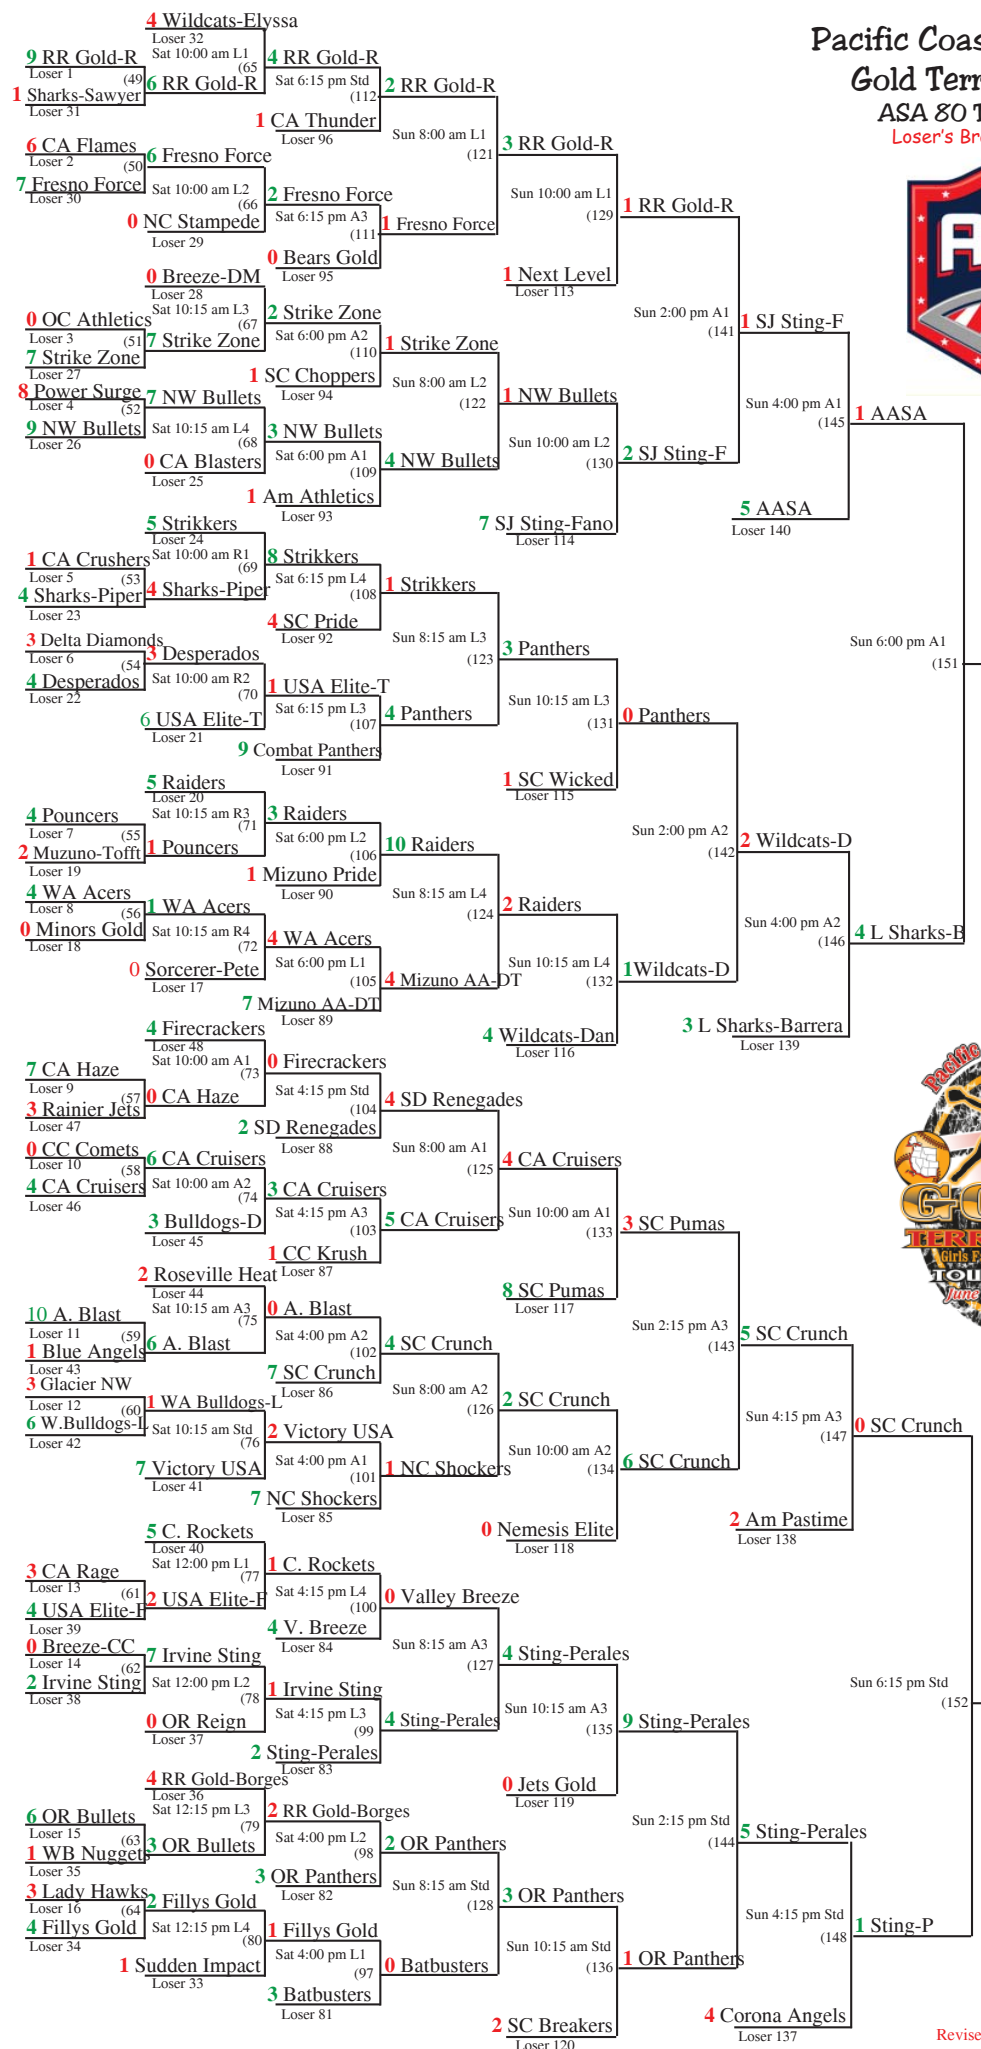 Pacific Coas
Gold Terr
ASA 80 T
Loser's Br
4 Wildcats-Elyssa
Loser 32
Sat 10:00 am L1
(65
9 RR Gold-R
Loser 1
(49
6 RR Gold-R
1 Sharks-Sawyer
Loser 31
4 RR Gold-R
Sat 6:15 pm Std
(112
2 RR Gold-R
1 CA Thunder
Loser 96
Sun 8:00 am L1
(121
3 RR Gold-R
6 CA Flames
Loser 2
(50
6 Fresno Force
7 Fresno Force
Loser 30
Sat 10:00 am L2
(66
2 Fresno Force
0 NC Stampede
Loser 29
Sat 6:15 pm A3
(111
1 Fresno Force
0 Bears Gold
Loser 95
Sun 10:00 am L1
(129
1 RR Gold-R
1 Next Level
Loser 113
0 Breeze-DM
Loser 28
Sat 10:15 am L3
(67
2 Strike Zone
0 OC Athletics
Loser 3
(51
7 Strike Zone
7 Strike Zone
Loser 27
Sat 6:00 pm A2
(110
1 Strike Zone
1 SC Choppers
Loser 94
8 Power Surge
Loser 4
(52
7 NW Bullets
9 NW Bullets
Loser 26
Sat 10:15 am L4
(68
3 NW Bullets
0 CA Blasters
Loser 25
Sat 6:00 pm A1
(109
4 NW Bullets
1 Am Athletics
Loser 93
Sun 8:00 am L2
(122
1 NW Bullets
Sun 10:00 am L2
(130
2 SJ Sting-F
7 SJ Sting-Fano
Loser 114
Sun 2:00 pm A1
(141
1 SJ Sting-F
Sun 4:00 pm A1
(145
1 AASA
5 AASA
Loser 140
5 Strikkers
Loser 24
Sat 10:00 am R1
(69
8 Strikkers
1 CA Crushers
Loser 5
(53
4 Sharks-Piper
4 Sharks-Piper
Loser 23
Sat 6:15 pm L4
(108
1 Strikkers
4 SC Pride
Loser 92
3 Delta Diamonds
Loser 6
(54
3 Desperados
4 Desperados
Loser 22
Sat 10:00 am R2
(70
1 USA Elite-T
6 USA Elite-T
Loser 21
Sat 6:15 pm L3
(107
4 Panthers
9 Combat Panthers
Loser 91
Sun 8:15 am L3
(123
3 Panthers
Sun 10:15 am L3
(131
0 Panthers
1 SC Wicked
Loser 115
Sun 6:00 pm A1
(151
5 Raiders
Loser 20
Sat 10:15 am R3
(71
3 Raiders
4 Pouncers
Loser 7
(55
1 Pouncers
2 Muzuno-Tofft
Loser 19
Sat 6:00 pm L2
(106
10 Raiders
1 Mizuno Pride
Loser 90
4 WA Acers
Loser 8
(56
1 WA Acers
0 Minors Gold
Loser 18
Sat 10:15 am R4
(72
4 WA Acers
0 Sorcerer-Pete
Loser 17
Sat 6:00 pm L1
(105
4 Mizuno AA-DT
7 Mizuno AA-DT
Loser 89
Sun 8:15 am L4
(124
2 Raiders
Sun 10:15 am L4
(132
1Wildcats-D
4 Wildcats-Dan
Loser 116
Sun 2:00 pm A2
(142
2 Wildcats-D
Sun 4:00 pm A2
(146
4 L Sharks-B
3 L Sharks-Barrera
Loser 139
4 Firecrackers
Loser 48
Sat 10:00 am A1
(73
0 Firecrackers
7 CA Haze
Loser 9
(57
0 CA Haze
3 Rainier Jets
Loser 47
Sat 4:15 pm Std
(104
4 SD Renegades
2 SD Renegades
Loser 88
0 CC Comets
Loser 10
(58
6 CA Cruisers
4 CA Cruisers
Loser 46
Sat 10:00 am A2
(74
3 CA Cruisers
3 Bulldogs-D
Loser 45
Sat 4:15 pm A3
(103
5 CA Cruisers
1 CC Krush
Loser 87
Sun 8:00 am A1
(125
4 CA Cruisers
Sun 10:00 am A1
(133
3 SC Pumas
8 SC Pumas
Loser 117
2 Roseville Heat
Loser 44
Sat 10:15 am A3
(75
0 A. Blast
10 A. Blast
Loser 11
(59
6 A. Blast
1 Blue Angels
Loser 43
Sat 4:00 pm A2
(102
4 SC Crunch
7 SC Crunch
Loser 86
3 Glacier NW
Loser 12
(60
1 WA Bulldogs-L
6 W.Bulldogs-L
Loser 42
Sat 10:15 am Std
(76
2 Victory USA
7 Victory USA
Loser 41
Sat 4:00 pm A1
(101
1 NC Shockers
7 NC Shockers
Loser 85
Sun 8:00 am A2
(126
2 SC Crunch
Sun 10:00 am A2
(134
6 SC Crunch
0 Nemesis Elite
Loser 118
Sun 2:15 pm A3
(143
5 SC Crunch
Sun 4:15 pm A3
(147
0 SC Crunch
2 Am Pastime
Loser 138
5 C. Rockets
Loser 40
Sat 12:00 pm L1
(77
1 C. Rockets
3 CA Rage
Loser 13
(61
2 USA Elite-F
4 USA Elite-F
Loser 39
Sat 4:15 pm L4
(100
0 Valley Breeze
4 V. Breeze
Loser 84
0 Breeze-CC
Loser 14
(62
7 Irvine Sting
2 Irvine Sting
Loser 38
Sat 12:00 pm L2
(78
1 Irvine Sting
0 OR Reign
Loser 37
Sat 4:15 pm L3
(99
4 Sting-Perales
2 Sting-Perales
Loser 83
Sun 8:15 am A3
(127
4 Sting-Perales
Sun 10:15 am A3
(135
9 Sting-Perales
0 Jets Gold
Loser 119
Sun 6:15 pm Std
(152
4 RR Gold-Borges
Loser 36
Sat 12:15 pm L3
(79
2 RR Gold-Borges
6 OR Bullets
Loser 15
(63
3 OR Bullets
1 WB Nuggets
Loser 35
Sat 4:00 pm L2
(98
2 OR Panthers
3 OR Panthers
Loser 82
3 Lady Hawks
Loser 16
(64
2 Fillys Gold
4 Fillys Gold
Loser 34
Sat 12:15 pm L4
(80
1 Fillys Gold
1 Sudden Impact
Loser 33
Sat 4:00 pm L1
(97
0 Batbusters
3 Batbusters
Loser 81
Sun 8:15 am Std
(128
3 OR Panthers
Sun 10:15 am Std
(136
1 OR Panthers
2 SC Breakers
Loser 120
Sun 2:15 pm Std
(144
5 Sting-Perales
Sun 4:15 pm Std
(148
1 Sting-P
4 Corona Angels
Loser 137
Pacific
TERR
Girls F
TOU
June
Revise